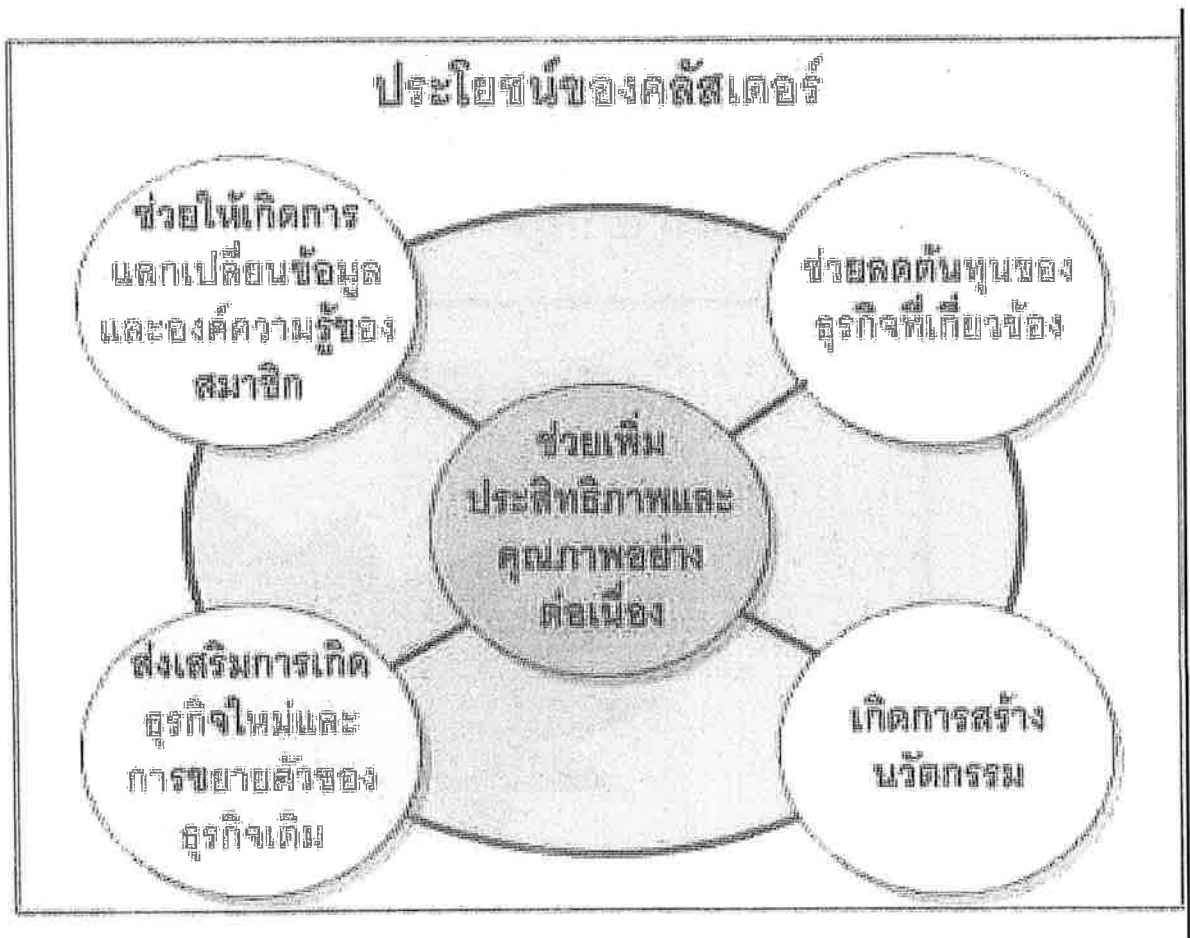 ประโยชน์ของคลัสเตอร์
ช่วยให้เกิดการ
แลกเปลี่ยนข้อมูล
และองค์ความรู้ของ
สมาชิก
ช่วยลดต้นทุนของ
ธุรกิจที่เกี่ยวข้อง
ช่วยเพิ่ม
ประสิทธิภาพและ
คุณภาพอย่าง
ต่อเนื่อง
ส่งเสริมการเกิด
ธุรกิจใหม่และ
การขยายตัวของ
ธุรกิจเดิม
เกิดการสร้าง
นวัตกรรม